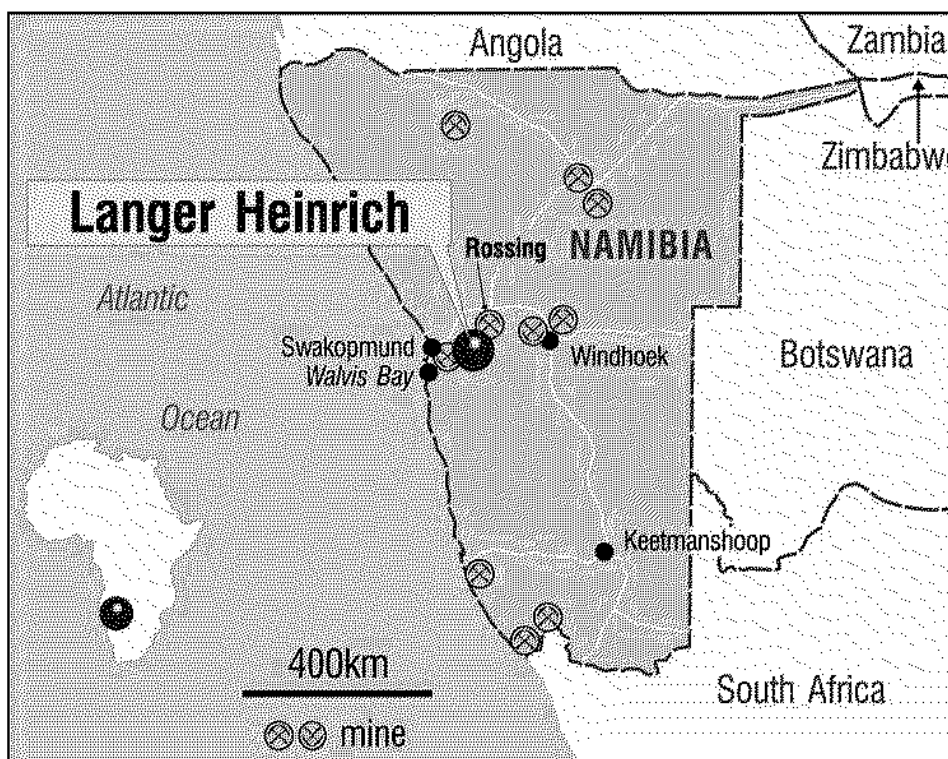 Angola
Zambia
Zimbabwe
Langer Heinrich
Rossing
NAMIBIA
Atlantic
Ocean
Swakopmund
Walvis Bay
Windhoek
Botswana
Keetmanshoop
400km
South Africa
mine